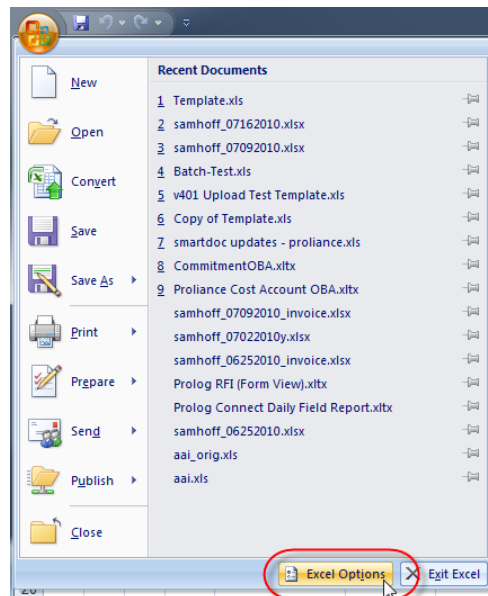 New
Open
Convert
Save
Save As
Print
Prepare
Send
Publish
Close
Recent Documents
1 Template.xls
2 samhoff_07162010.xlsx
3 samhoff_07092010.xlsx
4 Batch-Test.xls
5 v401 Upload Test Template.xls
6 Copy of Template.xls
7 smartdoc updates - proliance.xls
8 CommitmentOBA.xltx
9 Proliance Cost Account OBA.xltx
samhoff_07092010_invoice.xlsx
samhoff_07022010y.xlsx
samhoff_06252010_invoice.xlsx
Prolog RFI (Form View).xltx
Prolog Connect Daily Field Report.xltx
samhoff_06252010.xlsx
aai_orig.xls
aai.xls
Excel Options
Exit Excel